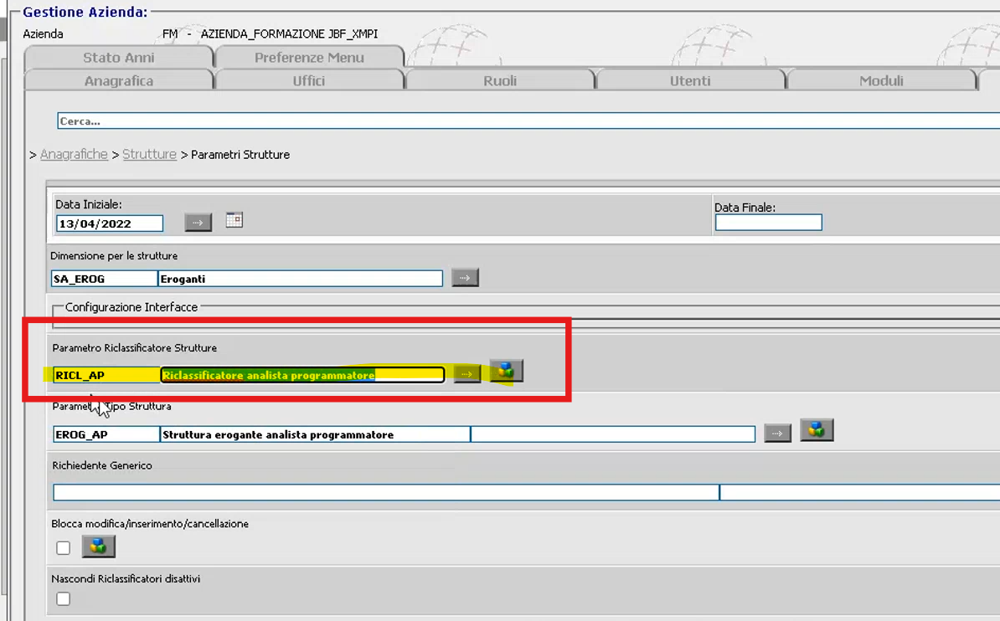 Gestione Azienda:
Azienda FM - AZIENDA_FORMAZIONE JBF_XMPI
Stato Anni Preferenze Menu
Anagrafica Uffici Ruoli Utenti Moduli
Cerca...
> Anagrafiche > Strutture > Parametri Strutture
Data Iniziale: Data Finale:
13/04/2022
Dimensione per le strutture
SA_EROG Eroganti
Configurazione Interfacce
Parametro Riclassificatore Strutture
RICL_AP Riclassificatore analista programmatore
Tipo Struttura
EROG_AP Struttura erogante analista programmatore
Richiedente Generico
Blocca modifica/inserimento/cancellazione
Nascondi Riclassificatori disattivi